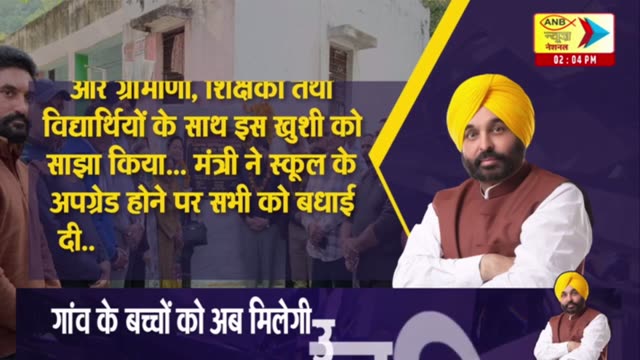 ANB
न्यूस
नेशनल
02:04 PM
और ग्रामीणों, शिक्षकों तथा
विद्यार्थियों के साथ इस खुशी को
साझा किया... मंत्री ने स्कूल के
अपग्रेड होने पर सभी को बधाई
दी..
गांव के बच्चों को अब मिलेगी